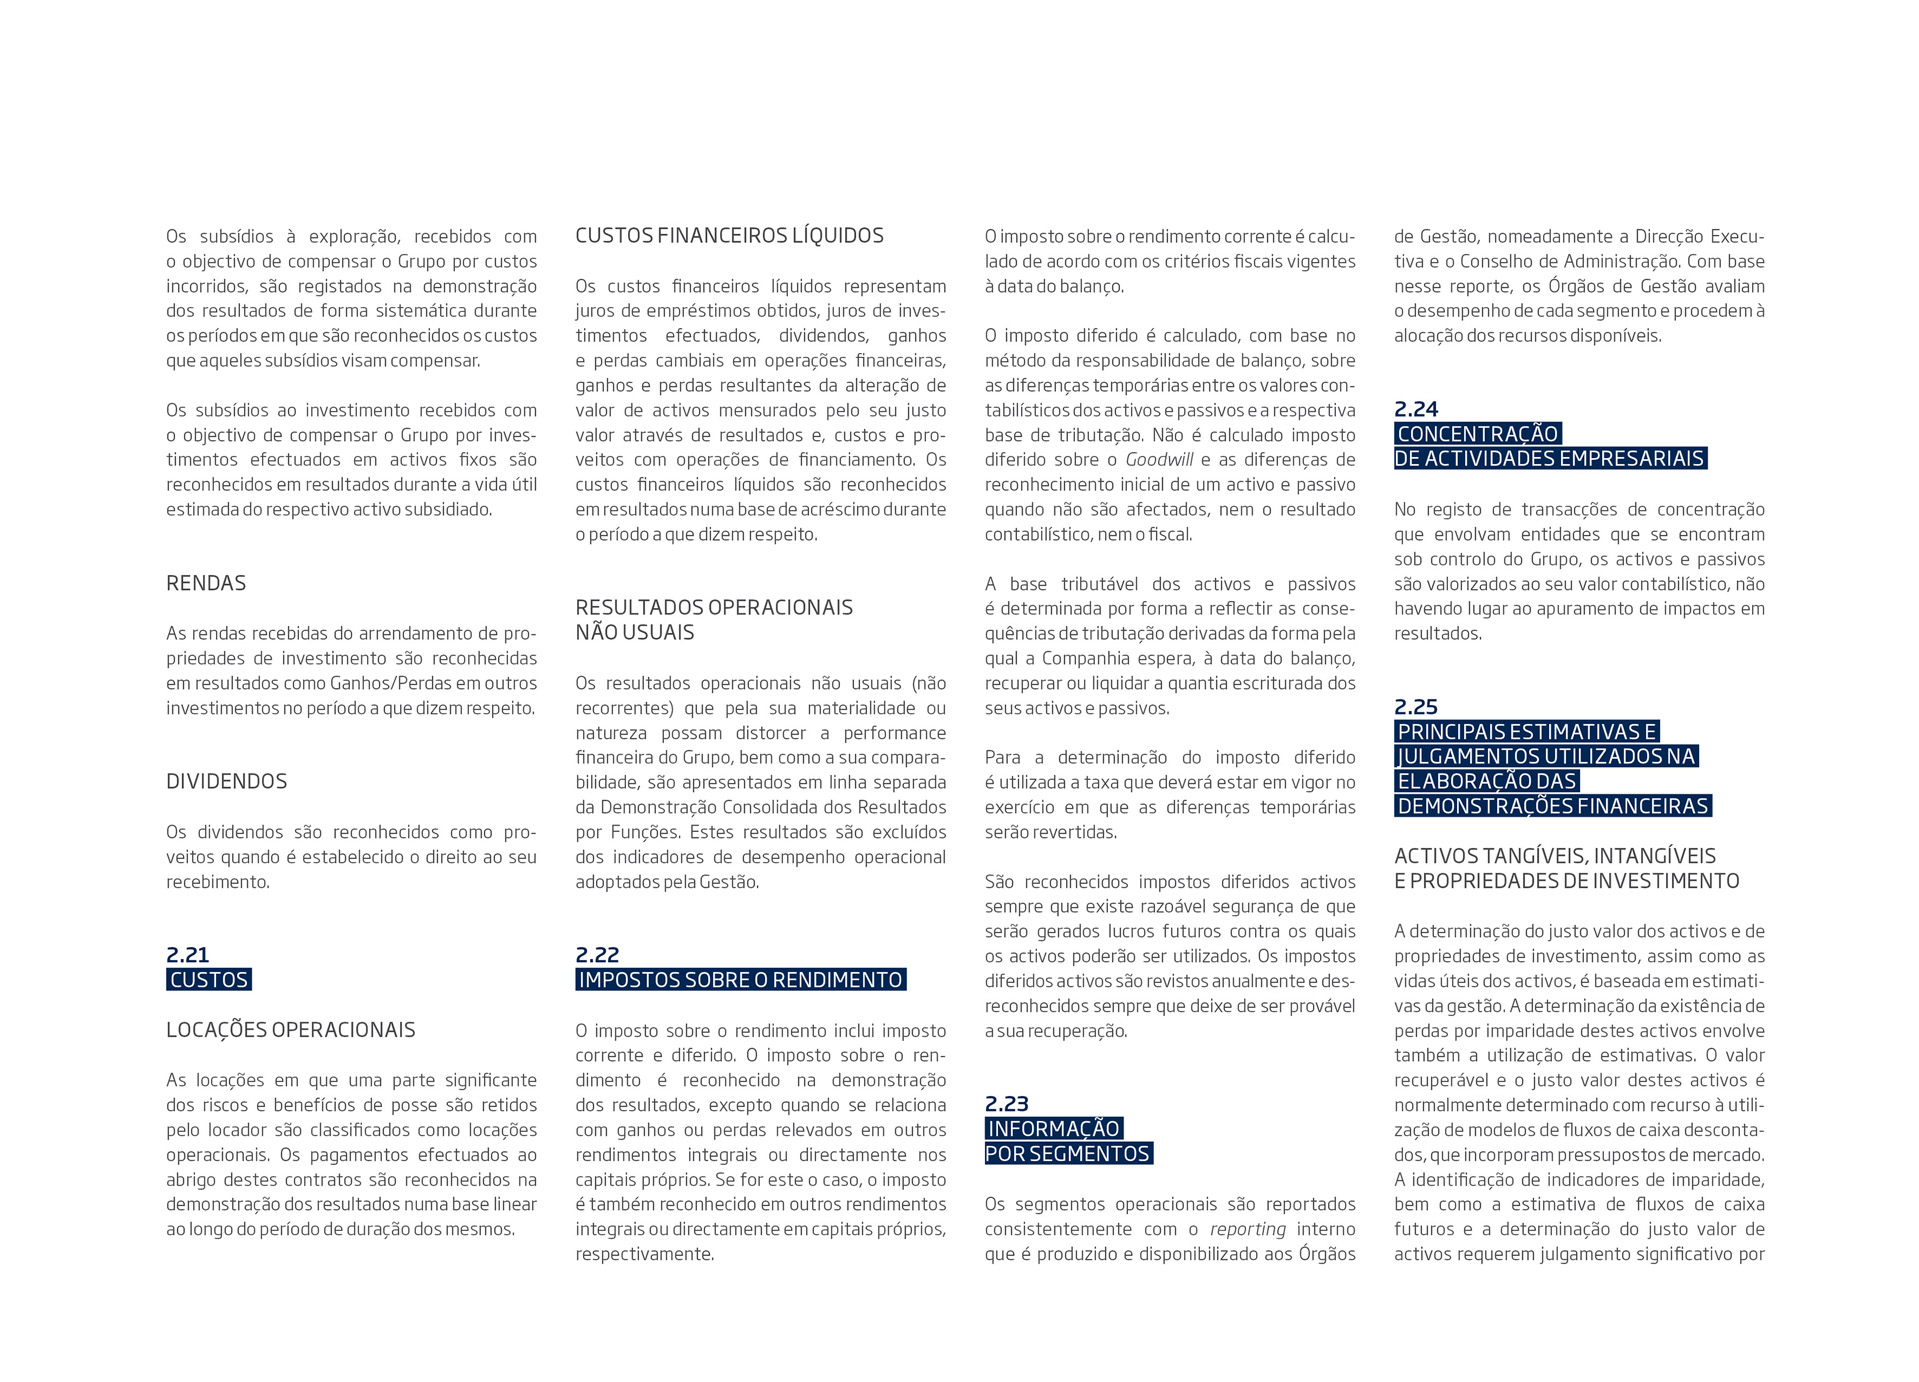 Os subsídios à exploração, recebidos com
o objectivo de compensar o Grupo por custos
incorridos, são registados na demonstração
dos resultados de forma sistemática durante
os períodos em que são reconhecidos os custos
que aqueles subsídios visam compensar.
Os subsídios ao investimento recebidos com
o objectivo de compensar o Grupo por inves-
timentos efectuados em activos fixos são
reconhecidos em resultados durante a vida útil
estimada do respectivo activo subsidiado.
RENDAS
As rendas recebidas do arrendamento de pro-
priedades de investimento são reconhecidas
em resultados como Ganhos/Perdas em outros
investimentos no período a que dizem respeito.
DIVIDENDOS
Os dividendos são reconhecidos como pro-
veitos quando é estabelecido o direito ao seu
recebimento.
2.21
CUSTOS
LOCAÇÕES OPERACIONAIS
As locações em que uma parte significante
dos riscos e benefícios de posse são retidos
pelo locador são classificados como locações
operacionais. Os pagamentos efectuados ao
abrigo destes contratos são reconhecidos na
demonstração dos resultados numa base linear
ao longo do período de duração dos mesmos.
CUSTOS FINANCEIROS LÍQUIDOS
Os custos financeiros líquidos representam
juros de empréstimos obtidos, juros de inves-
timentos efectuados, dividendos, ganhos
e perdas cambiais em operações financeiras,
ganhos e perdas resultantes da alteração de
valor de activos mensurados pelo seu justo
valor através de resultados e, custos e pro-
veitos com operações de financiamento. Os
custos financeiros líquidos são reconhecidos
em resultados numa base de acréscimo durante
o período a que dizem respeito.
RESULTADOS OPERACIONAIS
NÃO USUAIS
Os resultados operacionais não usuais (não
recorrentes) que pela sua materialidade ou
natureza possam distorcer a performance
financeira do Grupo, bem como a sua compara-
bilidade, são apresentados em linha separada
da Demonstração Consolidada dos Resultados
por Funções. Estes resultados são excluídos
dos indicadores de desempenho operacional
adoptados pela Gestão.
2.22
IMPOSTOS SOBRE O RENDIMENTO
O imposto sobre o rendimento inclui imposto
corrente e diferido. O imposto sobre o ren-
dimento é reconhecido na demonstração
dos resultados, excepto quando se relaciona
com ganhos ou perdas relevados em outros
rendimentos integrais ou directamente nos
capitais próprios. Se for este o caso, o imposto
é também reconhecido em outros rendimentos
integrais ou directamente em capitais próprios,
respectivamente.
O imposto sobre o rendimento corrente é calcu-
lado de acordo com os critérios fiscais vigentes
à data do balanço.
O imposto diferido é calculado, com base no
método da responsabilidade de balanço, sobre
as diferenças temporárias entre os valores con-
tabilísticos dos activos e passivos e a respectiva
base de tributação. Não é calculado imposto
diferido sobre o Goodwill e as diferenças de
reconhecimento inicial de um activo e passivo
quando não são afectados, nem o resultado
contabilístico, nem o fiscal.
A base tributável dos activos e passivos
é determinada por forma a reflectir as conse-
quências de tributação derivadas da forma pela
qual a Companhia espera, à data do balanço,
recuperar ou liquidar a quantia escriturada dos
seus activos e passivos.
Para a determinação do imposto diferido
é utilizada a taxa que deverá estar em vigor no
exercício em que as diferenças temporárias
serão revertidas.
São reconhecidos impostos diferidos activos
sempre que existe razoável segurança de que
serão gerados lucros futuros contra os quais
os activos poderão ser utilizados. Os impostos
diferidos activos são revistos anualmente e des-
reconhecidos sempre que deixe de ser provável
a sua recuperação.
2.23
INFORMAÇÃO
POR SEGMENTOS
Os segmentos operacionais são reportados
consistentemente com o reporting interno
que é produzido e disponibilizado aos Órgãos
de Gestão, nomeadamente a Direcção Execu-
tiva e o Conselho de Administração. Com base
nesse reporte, os Órgãos de Gestão avaliam
o desempenho de cada segmento e procedem à
alocação dos recursos disponíveis.
2.24
CONCENTRAÇÃO
DE ACTIVIDADES EMPRESARIAIS
No registo de transacções de concentração
que envolvam entidades que se encontram
sob controlo do Grupo, os activos e passivos
são valorizados ao seu valor contabilístico, não
havendo lugar ao apuramento de impactos em
resultados.
2.25
PRINCIPAIS ESTIMATIVAS E
JULGAMENTOS UTILIZADOS NA
ELABORAÇÃO DAS
DEMONSTRAÇÕES FINANCEIRAS
ACTIVOS TANGÍVEIS, INTANGÍVEIS
E PROPRIEDADES DE INVESTIMENTO
A determinação do justo valor dos activos e de
propriedades de investimento, assim como as
vidas úteis dos activos, é baseada em estimati-
vas da gestão. A determinação da existência de
perdas por imparidade destes activos envolve
também a utilização de estimativas. O valor
recuperável e o justo valor destes activos é
normalmente determinado com recurso à utili-
zação de modelos de fluxos de caixa desconta-
dos, que incorporam pressupostos de mercado.
A identificação de indicadores de imparidade,
bem como a estimativa de fluxos de caixa
futuros e a determinação do justo valor de
activos requerem julgamento significativo por